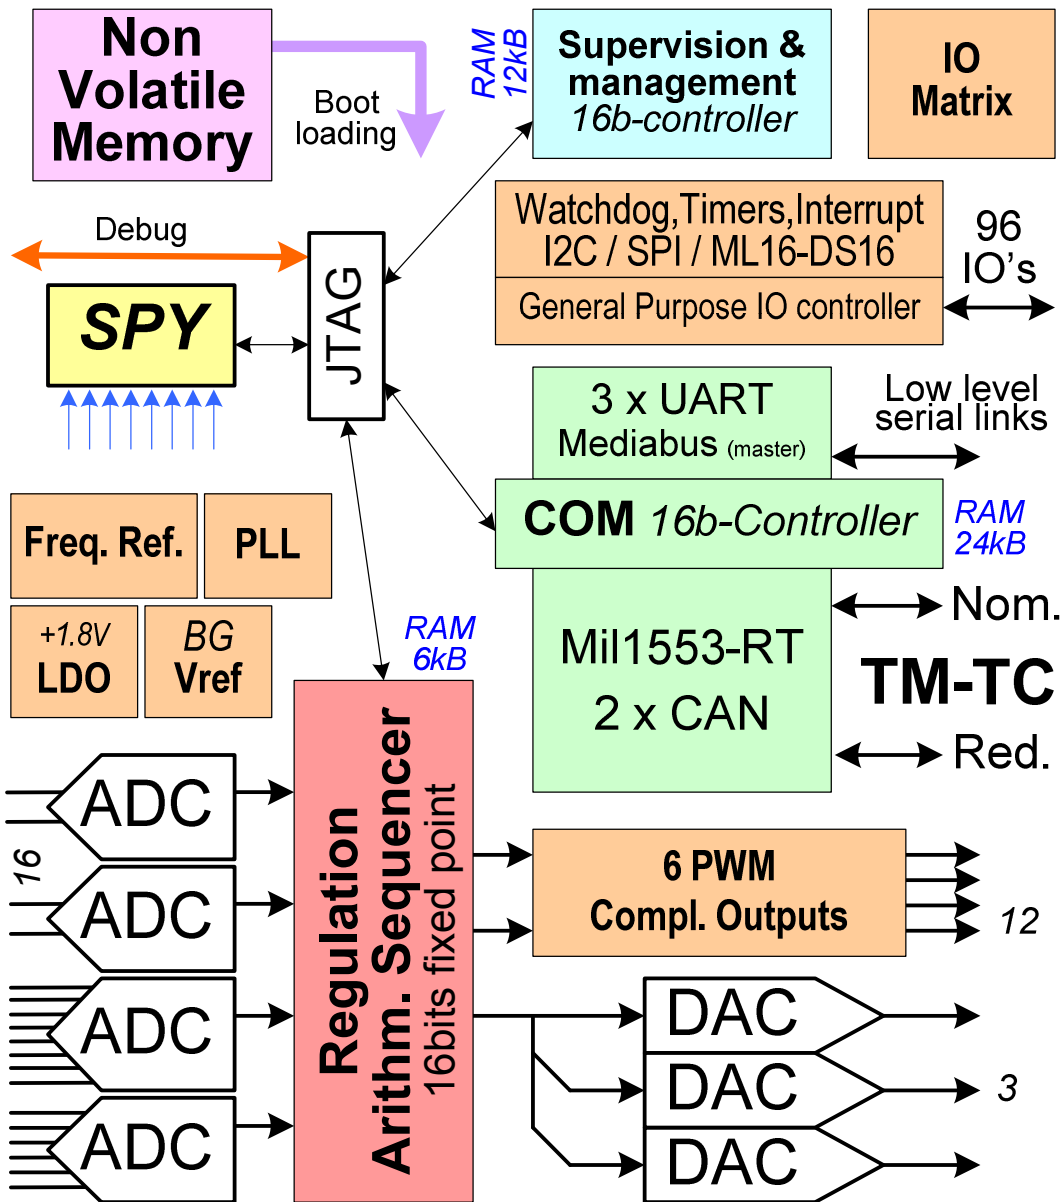 Non
Volatile
Memory
Boot
loading
RAM
12kB
Supervision &
management
16b-controller
IO
Matrix
Debug
SPY
JTAG
Watchdog,Timers,Interrupt
I2C / SPI / ML16-DS16
General Purpose IO controller
96
IO's
3 x UART
Mediabus (master)
Low level
serial links
COM 16b-Controller
RAM
24kB
Freq. Ref.
PLL
+1.8V
LDO
BG
Vref
RAM
6kB
Mil1553-RT
2 x CAN
Nom.
TM-TC
Red.
ADC
16
ADC
ADC
ADC
Regulation
Arithm. Sequencer
16bits fixed point
6 PWM
Compl. Outputs
12
DAC
DAC
DAC
3